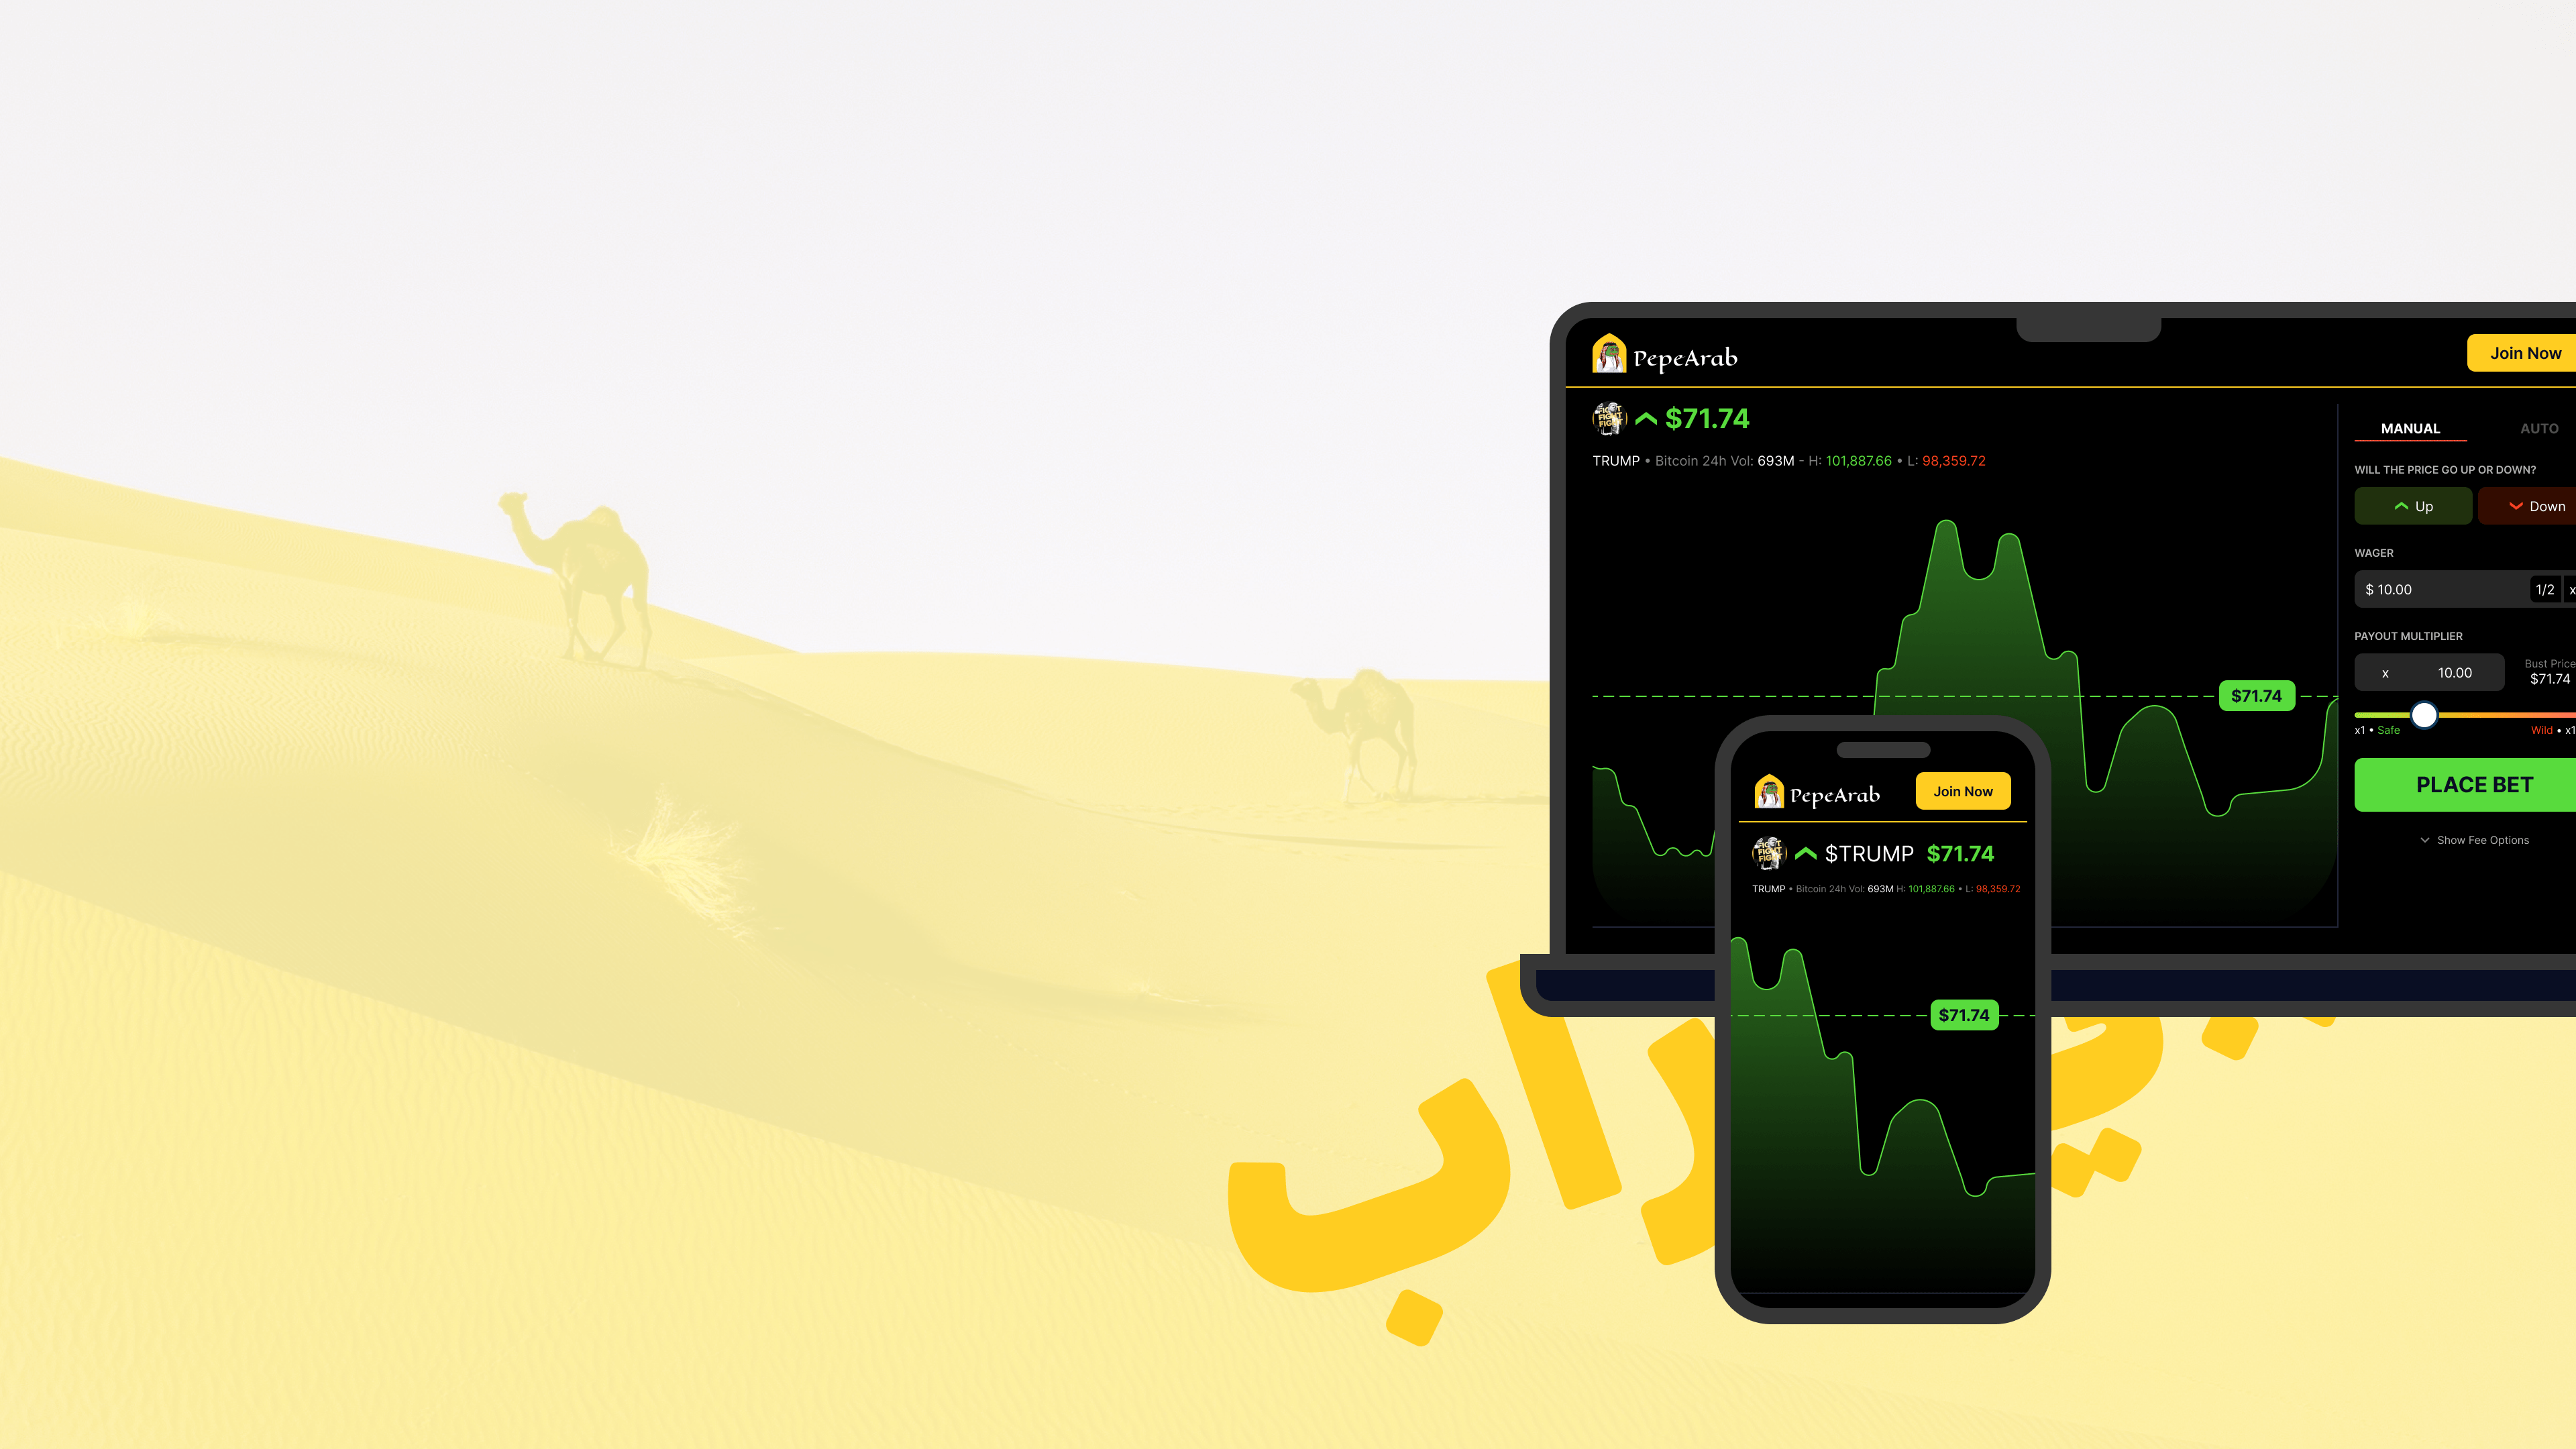 PepeArab
Join Now
$71.74
TRUMP • Bitcoin 24h Vol: 693M - H: 101,887.66 • L: 98,359.72
MANUAL
AUTO
WILL THE PRICE GO UP OR DOWN?
Up
Down
WAGER
$ 10.00
1/2
x
PAYOUT MULTIPLIER
x
10.00
Bust Price
$71.74
$71.74
x1 • Safe
Wild • x1
PLACE BET
Show Fee Options
PepeArab
Join Now
FIGHT
FIGHT
FIGHT
$TRUMP $71.74
TRUMP • Bitcoin 24h Vol: 693M H: 101,887.66 • L: 98,359.72
$71.74